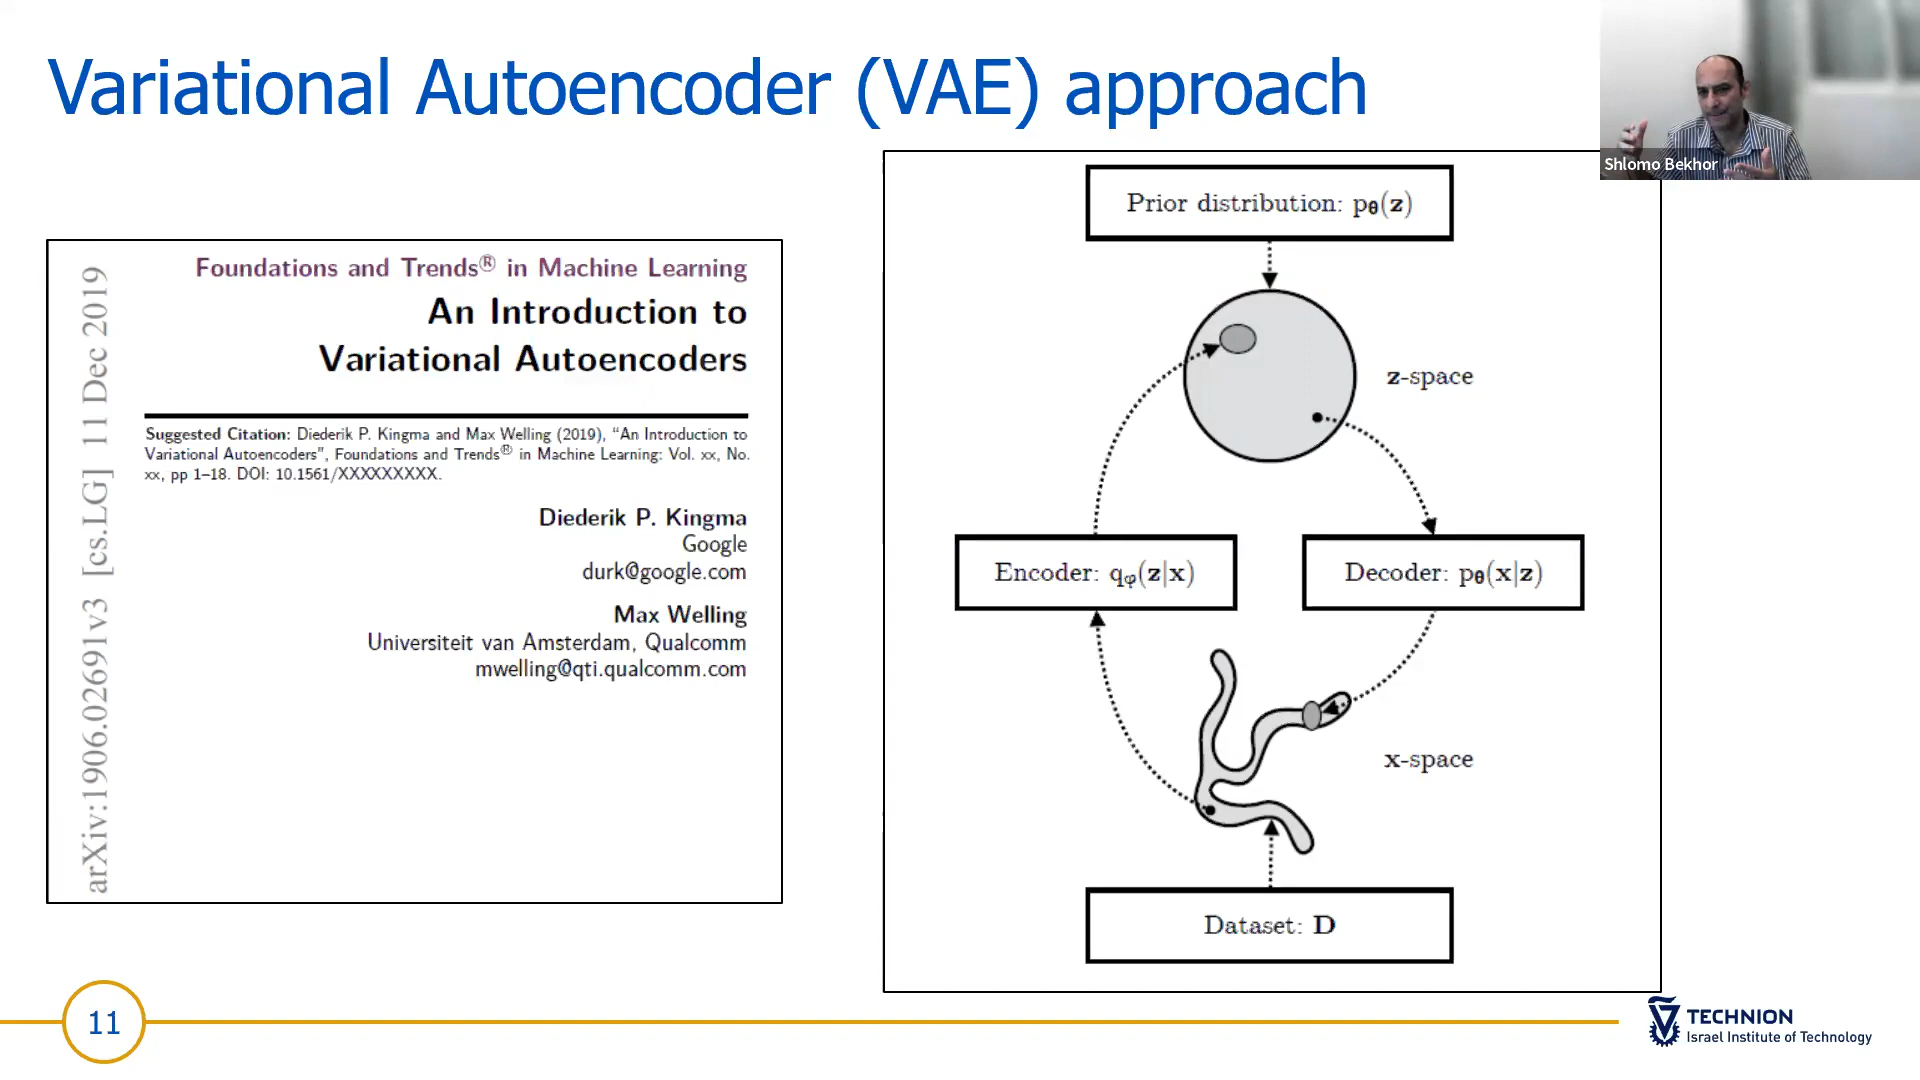 Variational Autoencoder (VAE) approach
Shlomo Bekhor
arXiv:1906.02691v3 [cs.LG] 11 Dec 2019
Foundations and Trends® in Machine Learning
An Introduction to
Variational Autoencoders
Suggested Citation: Diederik P. Kingma and Max Welling (2019), “An Introduction to
Variational Autoencoders”, Foundations and Trends® in Machine Learning: Vol. xx, No.
xx, pp 1–18. DOI: 10.1561/XXXXXXXXX.
Diederik P. Kingma
Google
durk@google.com
Max Welling
Universiteit van Amsterdam, Qualcomm
mwelling@qti.qualcomm.com
Prior distribution: pθ(z)
z-space
Encoder: qφ(z|x)
Decoder: pθ(x|z)
x-space
Dataset: D
11
TECHNION
Israel Institute of Technology